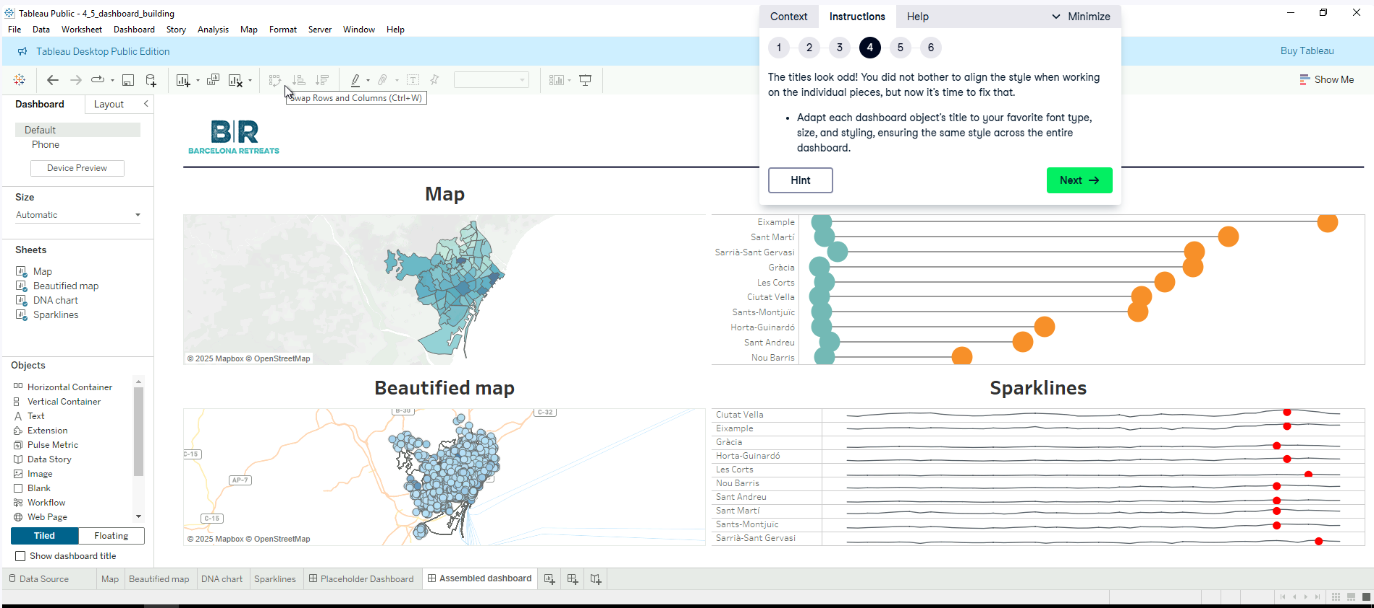 Tableau Public - 4_5_dashboard_building
File Data Worksheet Dashboard Story Analysis Map Format Server Window Help
Tableau Desktop Public Edition
Buy Tableau
Show Me
Swap Rows and Columns (Ctrl+W)
Context Instructions Help Minimize
1 2 3 4 5 6
The titles look odd! You did not bother to align the style when working
on the individual pieces, but now it's time to fix that.
• Adapt each dashboard object's title to your favorite font type,
size, and styling, ensuring the same style across the entire
dashboard.
Hint Next →
Dashboard Layout
Default
Phone
Device Preview
Size
Automatic
Sheets
Map
Beautified map
DNA chart
Sparklines
Objects
Horizontal Container
Vertical Container
Text
Extension
Pulse Metric
Data Story
Image
Blank
Workflow
Web Page
Tiled Floating
Show dashboard title
B|R
BARCELONA RETREATS
Map
© 2025 Mapbox © OpenStreetMap
Eixample
Sant Martí
Sarrià-Sant Gervasi
Gràcia
Les Corts
Ciutat Vella
Sants-Montjuïc
Horta-Guinardó
Sant Andreu
Nou Barris
Beautified map
B-30
C-32
C-15
AP-7
C-15
© 2025 Mapbox © OpenStreetMap
Sparklines
Ciutat Vella
Eixample
Gràcia
Horta-Guinardó
Les Corts
Nou Barris
Sant Andreu
Sant Martí
Sants-Montjuïc
Sarrià-Sant Gervasi
Data Source Map Beautified map DNA chart Sparklines Placeholder Dashboard Assembled dashboard